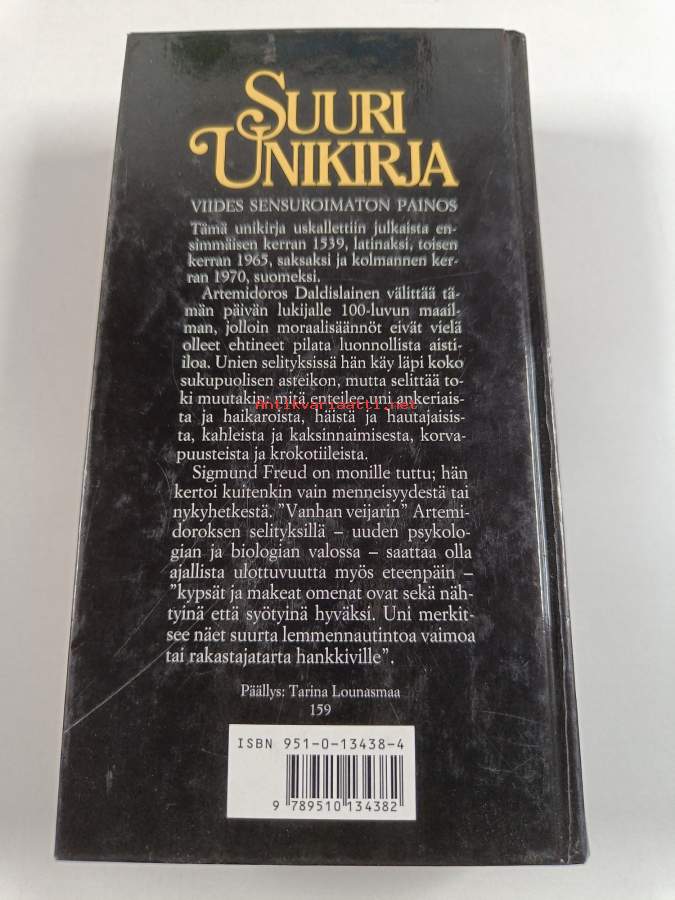 SUURI
UNIKIRJA
VIIDES SENSUROIMATON PAINOS
Tämä unikirja uskallettiin julkaista en-
simmäisen kerran 1539, latinaksi, toisen
kerran 1965, saksaksi ja kolmannen ker-
ran 1970, suomeksi.
Artemidoros Daldislainen välittää tä-
män päivän lukijalle 100-luvun maail-
man, jolloin moraalisäännöt eivät vielä
olleet ehtineet pilata luonnollista aisti-
iloa. Unien selityksissä hän käy läpi koko
sukupuolisen asteikon, mutta selittää to-
ki muutakin: mitä enteilee uni ankeriais-
Antikvariaatti.net
ta ja haikaroista, häistä ja hautajaisis-
ta, kahleista ja kaksinnaimisesta, korva-
puusteista ja krokotiileista.
Sigmund Freud on monille tuttu; hän
kertoi kuitenkin vain menneisyydestä tai
nykyhetkestä. ”Vanhan veijarin” Artemi-
doroksen selityksillä – uuden psykolo-
gian ja biologian valossa – saattaa olla
ajallista ulottuvuutta myös eteenpäin –
”kypsät ja makeat omenat ovat sekä näh-
tyinä että syötyinä hyväksi. Uni merkit-
see näet suurta lemmennautintoa vaimoa
tai rakastajatarta hankkiville”.
Päällys: Tarina Lounasmaa
159
ISBN 951-0-13438-4
9 789510 134382